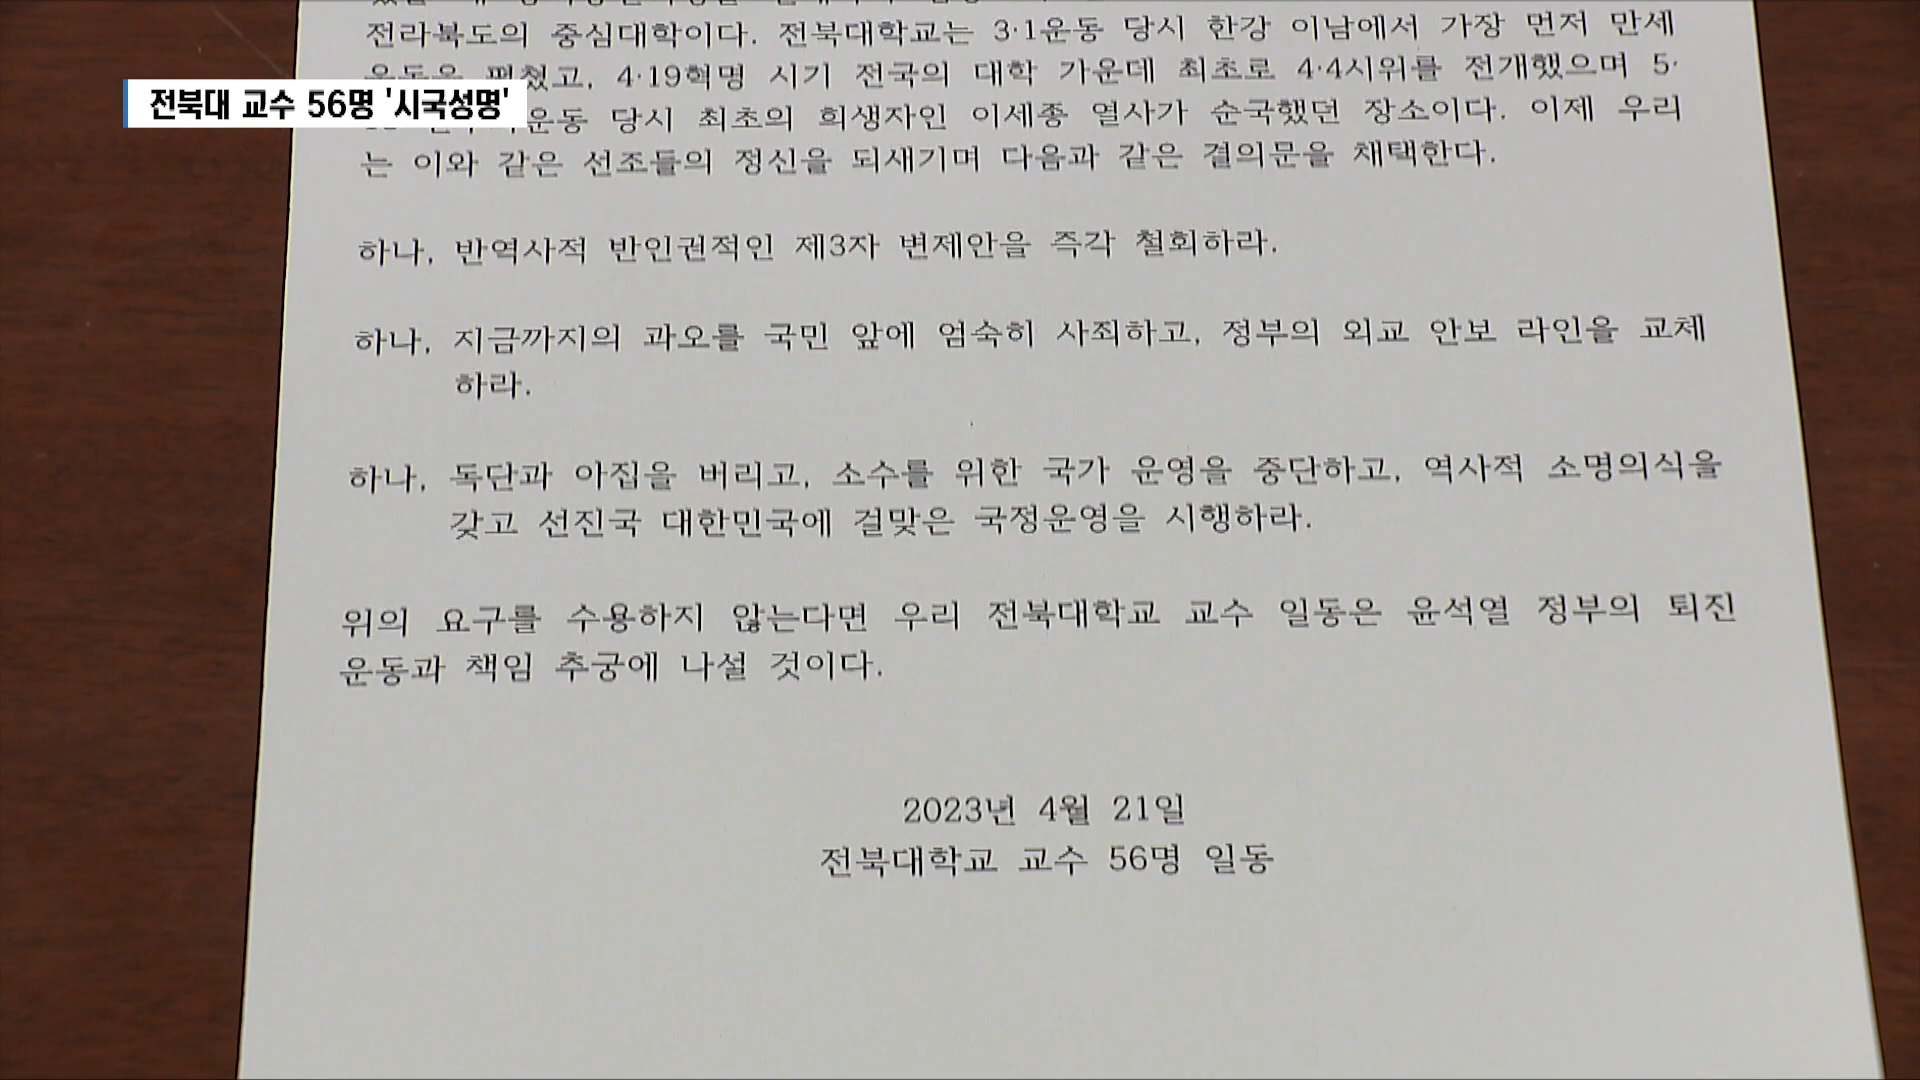 전라북도의 중심대학이다. 전북대학교는 3·1운동 당시 한강 이남에서 가장 먼저 만세
펼쳤고, 4·19혁명 시기 전국의 대학 가운데 최초로 4·4시위를 전개했으며 5·
전북대 교수 56명 '시국성명'
운동 당시 최초의 희생자인 이세종 열사가 순국했던 장소이다. 이제 우리
는 이와 같은 선조들의 정신을 되새기며 다음과 같은 결의문을 채택한다.
하나, 반역사적 반인권적인 제3자 변제안을 즉각 철회하라.
하나, 지금까지의 과오를 국민 앞에 엄숙히 사죄하고, 정부의 외교 안보 라인을 교체
하라.
하나, 독단과 아집을 버리고, 소수를 위한 국가 운영을 중단하고, 역사적 소명의식을
갖고 선진국 대한민국에 걸맞은 국정운영을 시행하라.
위의 요구를 수용하지 않는다면 우리 전북대학교 교수 일동은 윤석열 정부의 퇴진
운동과 책임 추궁에 나설 것이다.
2023년 4월 21일
전북대학교 교수 56명 일동